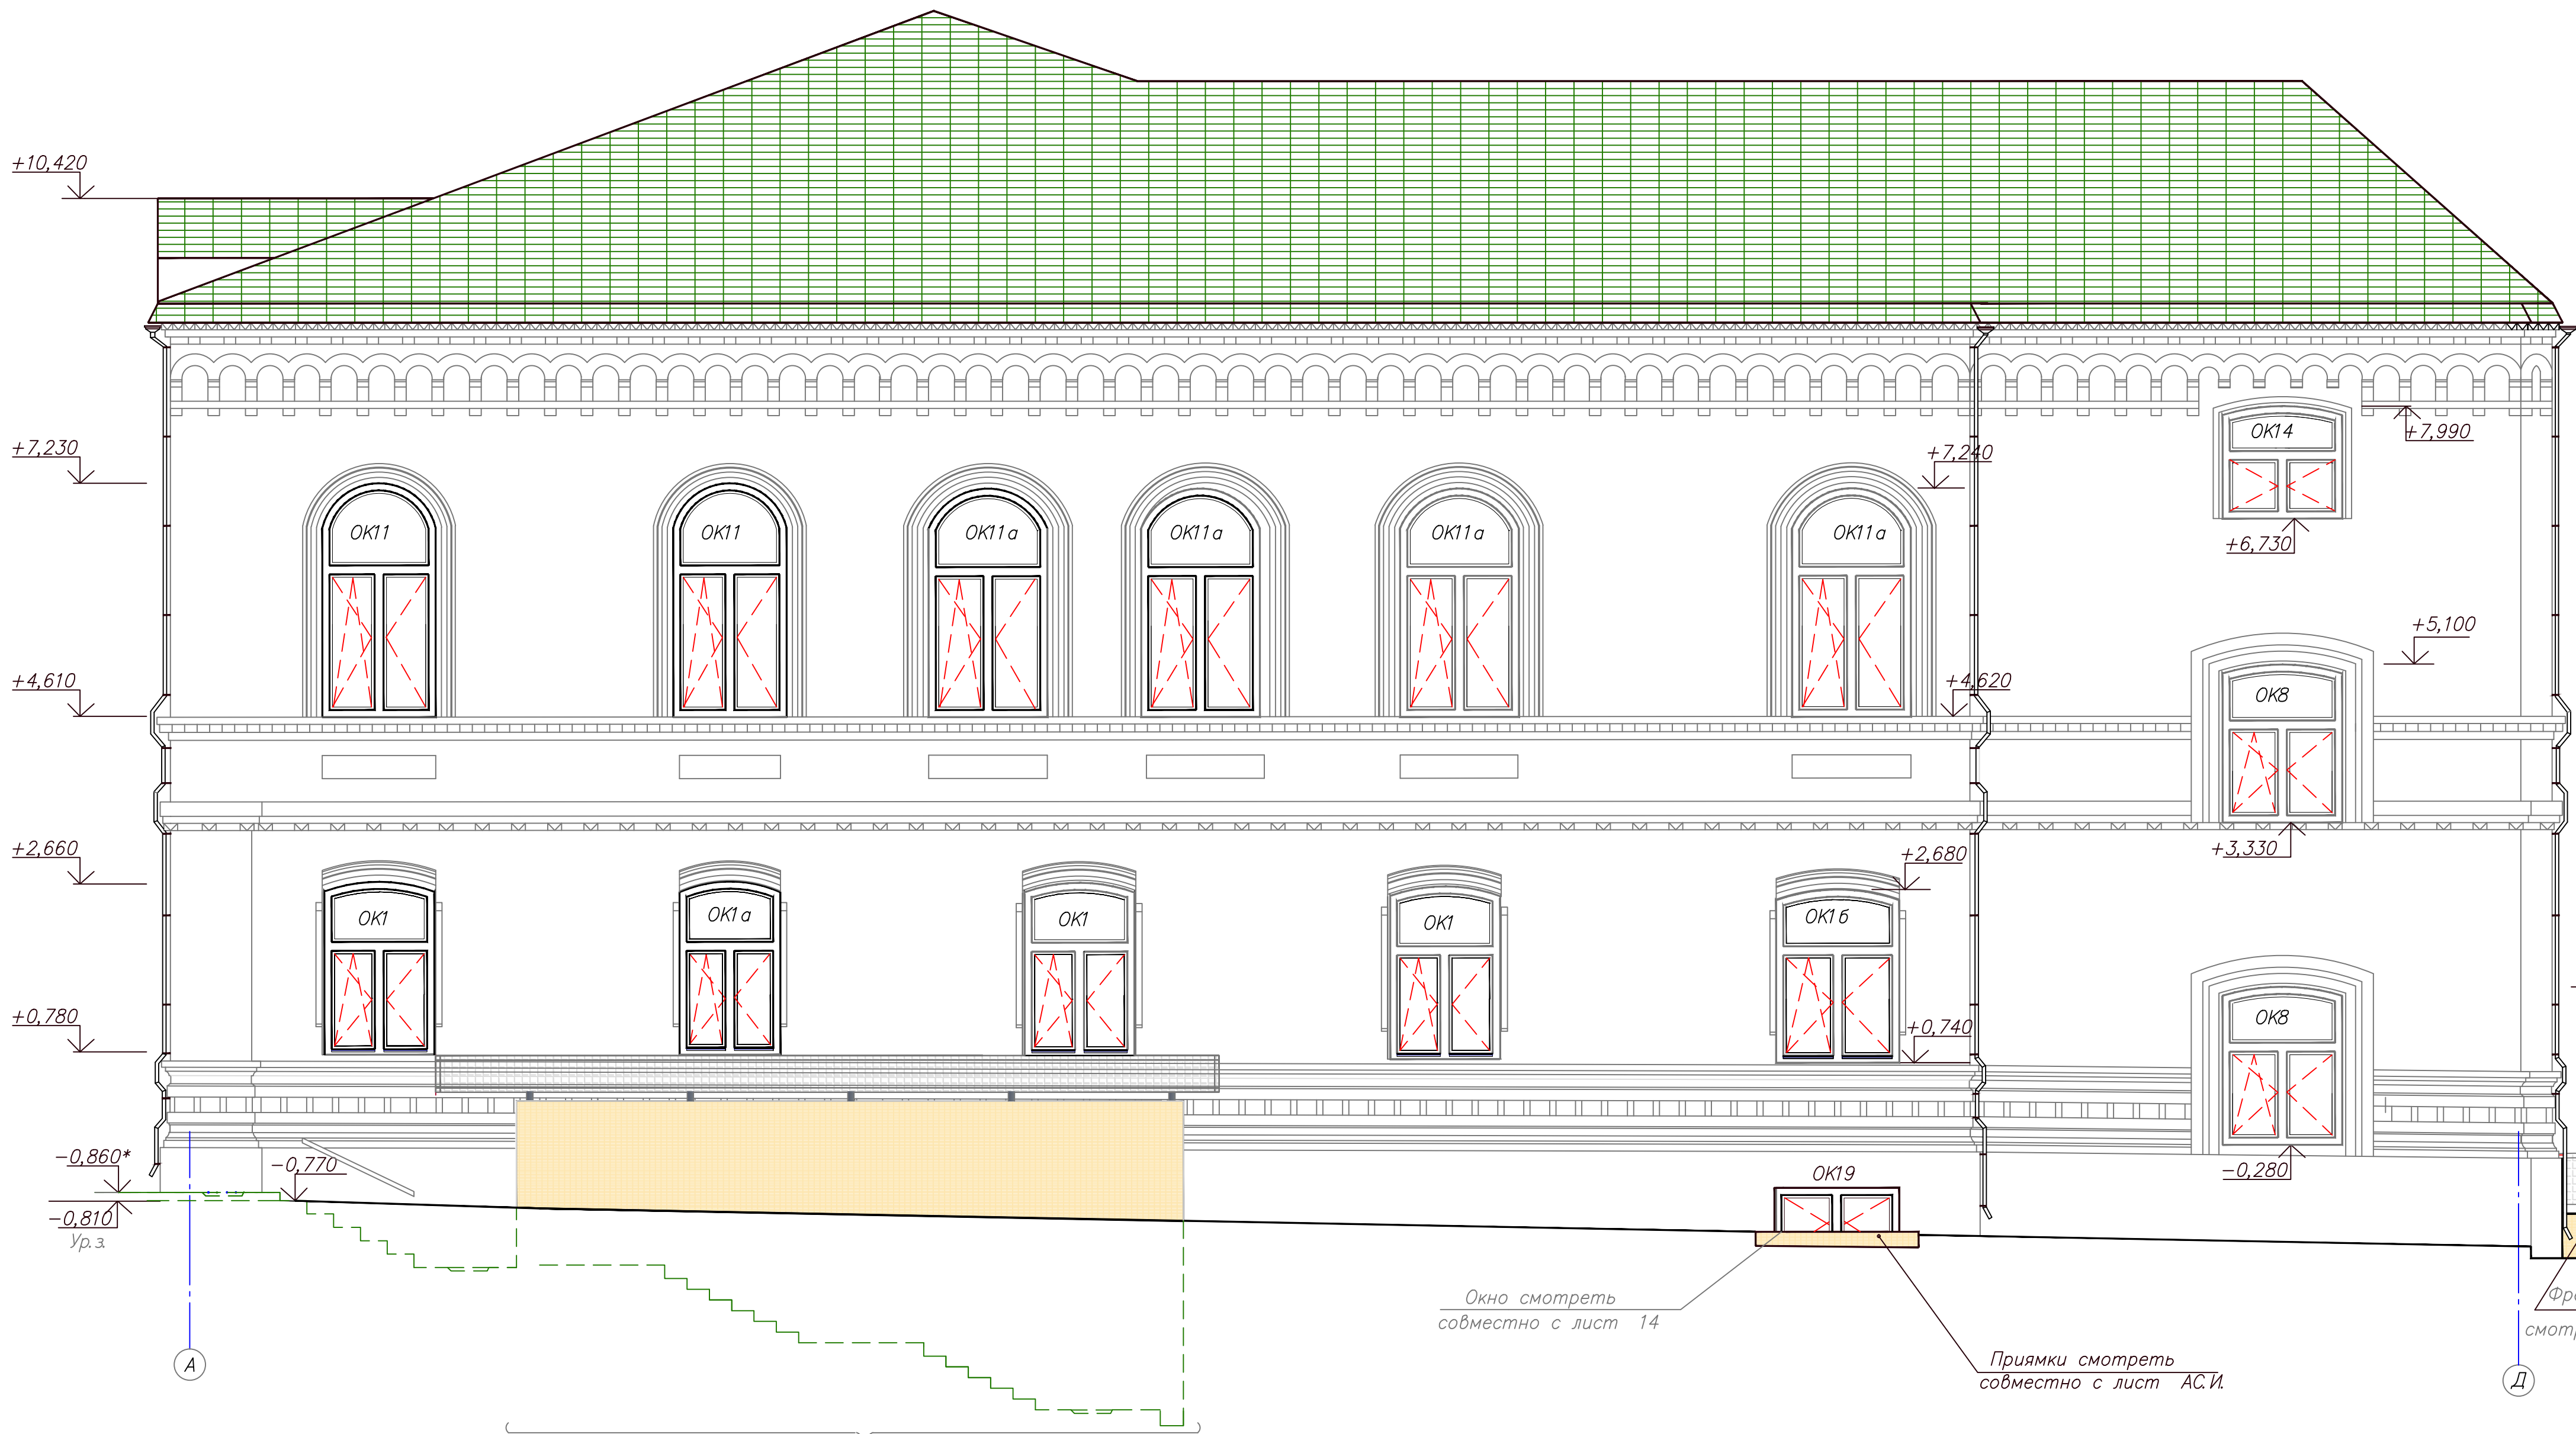 +10,420
+7,230
+7,240
+7,990
ОК14
ОК11
ОК11
ОК11а
ОК11а
ОК11а
ОК11а
+6,730
+5,100
+4,610
+4,620
ОК8
+2,660
+2,680
+3,330
ОК1
ОК1а
ОК1
ОК1
ОК1б
+0,780
+0,740
ОК8
-0,860*
-0,770
-0,810
Ур.з.
ОК19
-0,280
Окно смотреть
совместно с лист 14
Приямки смотреть
совместно с лист АС.И.
А
Д